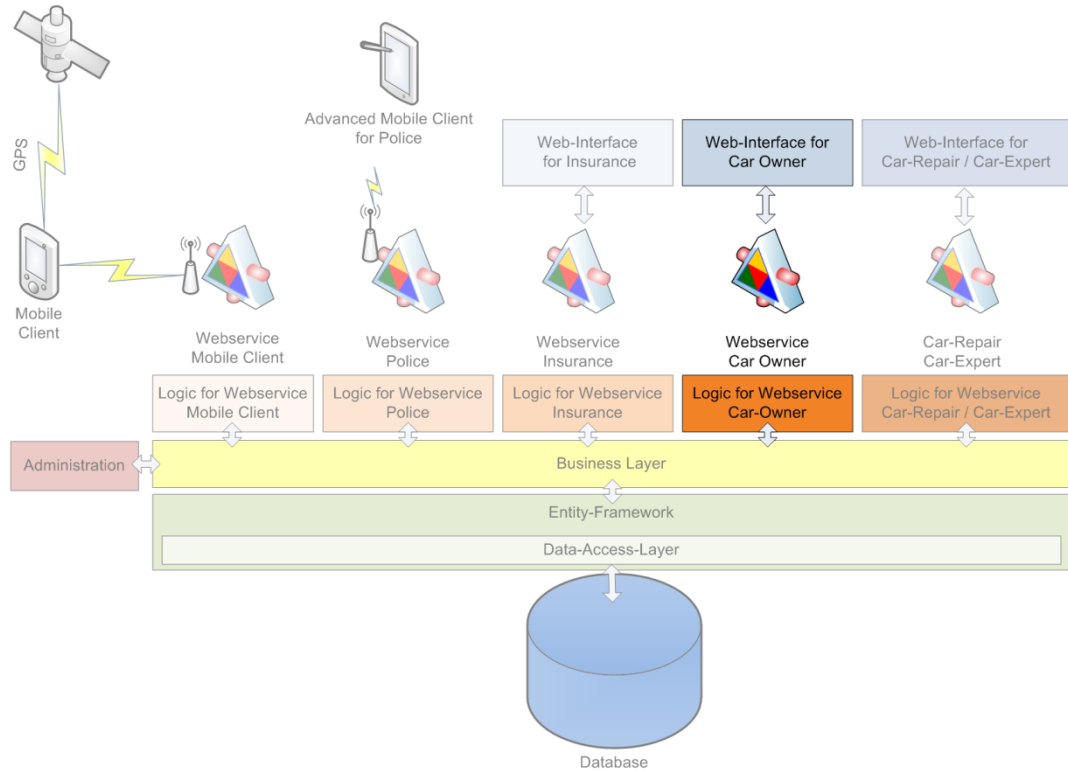 Advanced Mobile Client
for Police
GPS
Web-Interface
for Insurance
Web-Interface for
Car Owner
Web-Interface for
Car-Repair / Car-Expert
Mobile
Client
Webservice
Mobile Client
Webservice
Police
Webservice
Insurance
Webservice
Car Owner
Car-Repair
Car-Expert
Logic for Webservice
Mobile Client
Logic for Webservice
Police
Logic for Webservice
Insurance
Logic for Webservice
Car-Owner
Logic for Webservice
Car-Repair / Car-Expert
Administration
Business Layer
Entity-Framework
Data-Access-Layer
Database